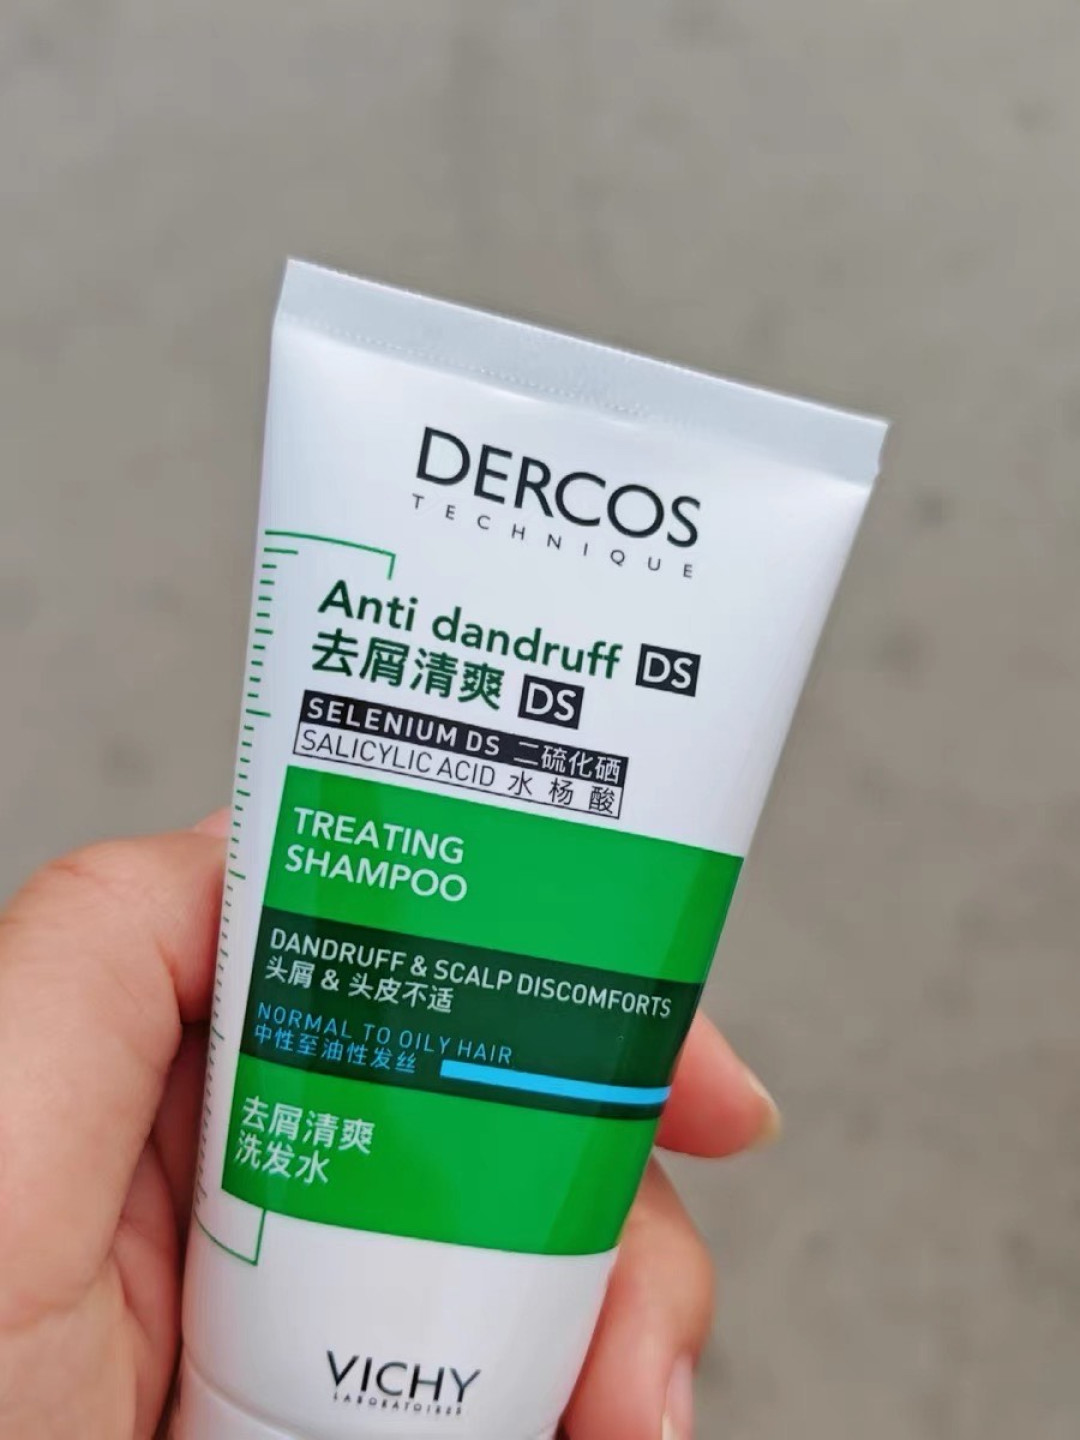 DERCOS
TECHNIQUE
Anti dandruff DS
去屑清爽 DS
SELENIUM DS 二硫化硒
SALICYLIC ACID 水杨酸
TREATING
SHAMPOO
DANDRUFF & SCALP DISCOMFORTS
头屑 & 头皮不适
NORMAL TO OILY HAIR
中性至油性发丝
去屑清爽
洗发水
VICHY
LABORATOIRES